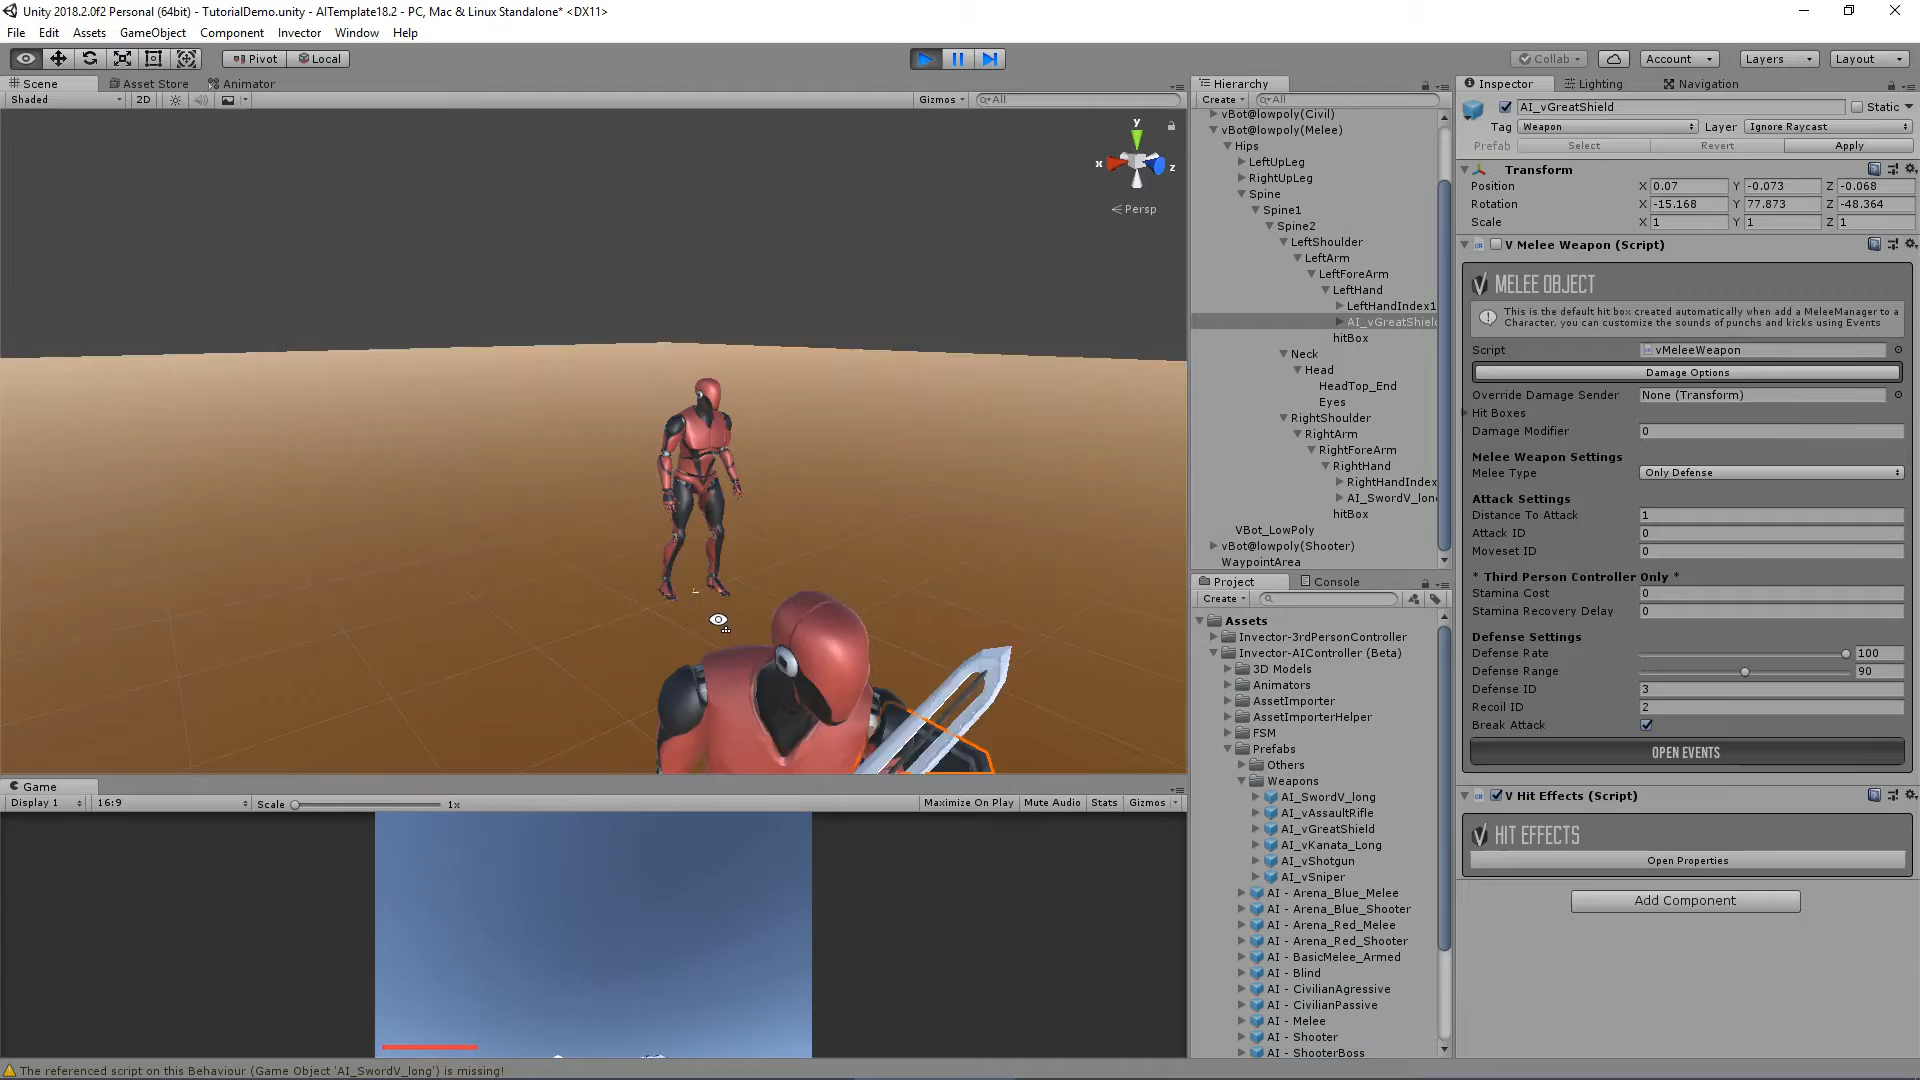 Unity 2018.2.0f2 Personal (64bit) - TutorialDemo.unity - AITemplate18.2 - PC, Mac & Linux Standalone* <DX11>
File Edit Assets GameObject Component Invector Window Help
Pivot Local
Collab Account Layers Layout
Scene Asset Store Animator
Shaded 2D Gizmos All
y
x
z
Persp
Hierarchy
Create All
vBot@lowpoly(Civil)
vBot@lowpoly(Melee)
Hips
LeftUpLeg
RightUpLeg
Spine
Spine1
Spine2
LeftShoulder
LeftArm
LeftForeArm
LeftHand
LeftHandIndex1
AI_vGreatShield
hitBox
Neck
Head
HeadTop_End
Eyes
RightShoulder
RightArm
RightForeArm
RightHand
RightHandIndex
AI_SwordV_lon
hitBox
VBot_LowPoly
vBot@lowpoly(Shooter)
WaypointArea
Project Console
Create
Assets
Invector-3rdPersonController
Invector-AIController (Beta)
3D Models
Animators
AssetImporter
AssetImporterHelper
FSM
Prefabs
Others
Weapons
AI_SwordV_long
AI_vAssaultRifle
AI_vGreatShield
AI_vKanata_Long
AI_vShotgun
AI_vSniper
AI - Arena_Blue_Melee
AI - Arena_Blue_Shooter
AI - Arena_Red_Melee
AI - Arena_Red_Shooter
AI - BasicMelee_Armed
AI - Blind
AI - CivilianAgressive
AI - CivilianPassive
AI - Melee
AI - Shooter
AI - ShooterBoss
Inspector Lighting Navigation
AI_vGreatShield Static
Tag Weapon Layer Ignore Raycast
Prefab Select Revert Apply
Transform
Position X 0.07 Y -0.073 Z -0.068
Rotation X -15.168 Y 77.873 Z -48.364
Scale X 1 Y 1 Z 1
V Melee Weapon (Script)
MELEE OBJECT
This is the default hit box created automatically when add a MeleeManager to a
Character, you can customize the sounds of punchs and kicks using Events
Script vMeleeWeapon
Damage Options
Override Damage Sender None (Transform)
Hit Boxes
Damage Modifier 0
Melee Weapon Settings
Melee Type Only Defense
Attack Settings
Distance To Attack 1
Attack ID 0
Moveset ID 0
* Third Person Controller Only *
Stamina Cost 0
Stamina Recovery Delay 0
Defense Settings
Defense Rate 100
Defense Range 90
Defense ID 3
Recoil ID 2
Break Attack
OPEN EVENTS
V Hit Effects (Script)
HIT EFFECTS
Open Properties
Add Component
Game
Display 1 16:9 Scale 1x Maximize On Play Mute Audio Stats Gizmos
The referenced script on this Behaviour (Game Object 'AI_SwordV_long') is missing!